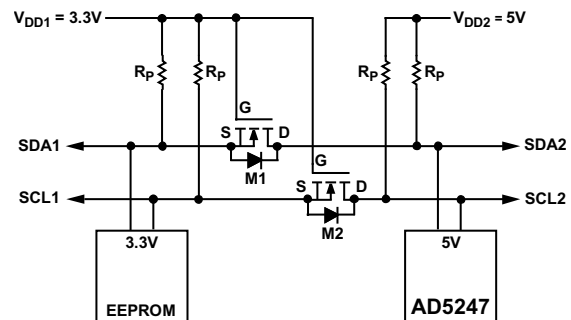 VDD1 = 3.3V
VDD2 = 5V
RP
RP
RP
RP
G
SDA1
S
D
SDA2
M1
G
SCL1
S
D
SCL2
M2
3.3V
5V
EEPROM
AD5247